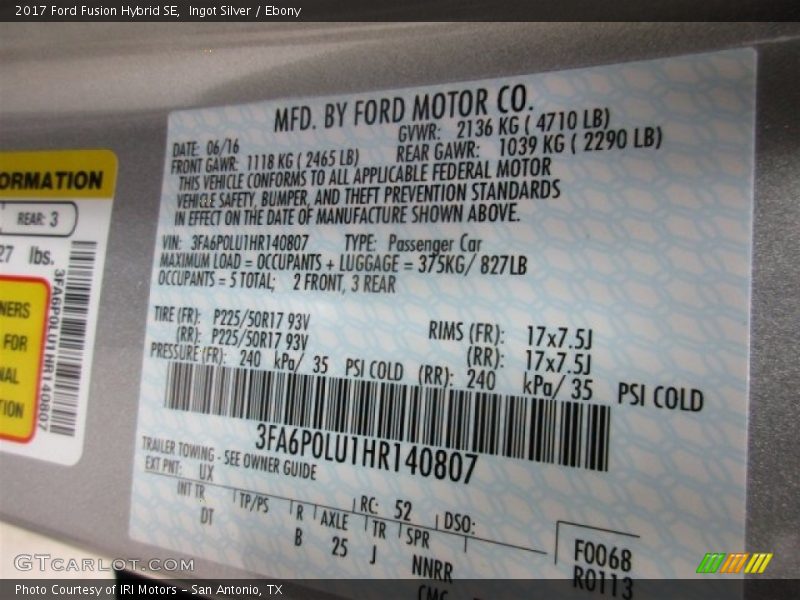 2017 Ford Fusion Hybrid SE, Ingot Silver / Ebony
MFD. BY FORD MOTOR CO.
DATE: 06/16 GVWR: 2136 KG ( 4710 LB)
FRONT GAWR: 1118 KG ( 2465 LB) REAR GAWR: 1039 KG ( 2290 LB)
THIS VEHICLE CONFORMS TO ALL APPLICABLE FEDERAL MOTOR
VEHICLE SAFETY, BUMPER, AND THEFT PREVENTION STANDARDS
IN EFFECT ON THE DATE OF MANUFACTURE SHOWN ABOVE.
VIN: 3FA6P0LU1HR140807 TYPE: Passenger Car
MAXIMUM LOAD = OCCUPANTS + LUGGAGE = 375KG/ 827LB
OCCUPANTS = 5 TOTAL; 2 FRONT, 3 REAR
TIRE (FR): P225/50R17 93V RIMS (FR): 17x7.5J
(RR): P225/50R17 93V (RR): 17x7.5J
PRESSURE (FR): 240 kPa/ 35 PSI COLD (RR): 240 kPa/ 35 PSI COLD
3FA6P0LU1HR140807
TRAILER TOWING - SEE OWNER GUIDE
EXT PNT: UX RC: 52 DSO:
INT TR TP/PS R AXLE TR SPR
DT B 25 J NNRR
F0068
R0113
CMC
ORMATION
REAR: 3
27 lbs.
NERS
FOR
NAL
TION
3FA6P0LU1HR140807
GTCarLot.com
Photo Courtesy of IRI Motors - San Antonio, TX